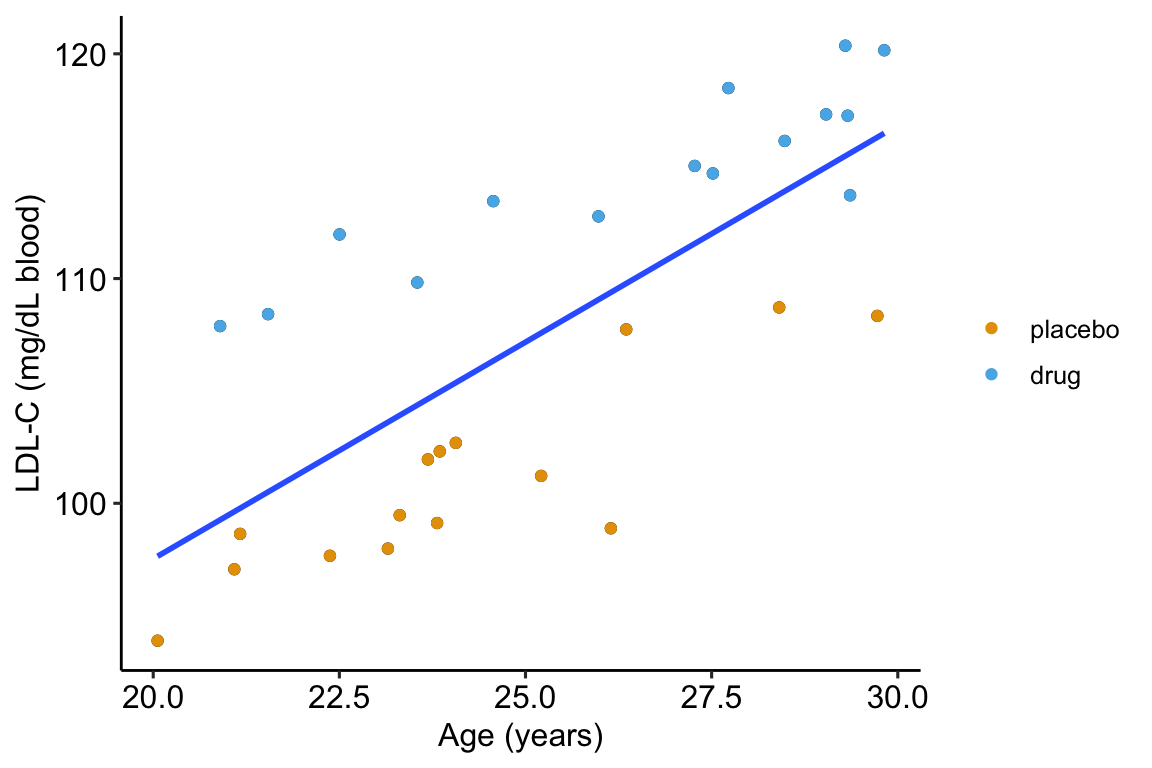 LDL-C (mg/dL blood)
120
110
100
20.0 22.5 25.0 27.5 30.0
Age (years)
placebo
drug